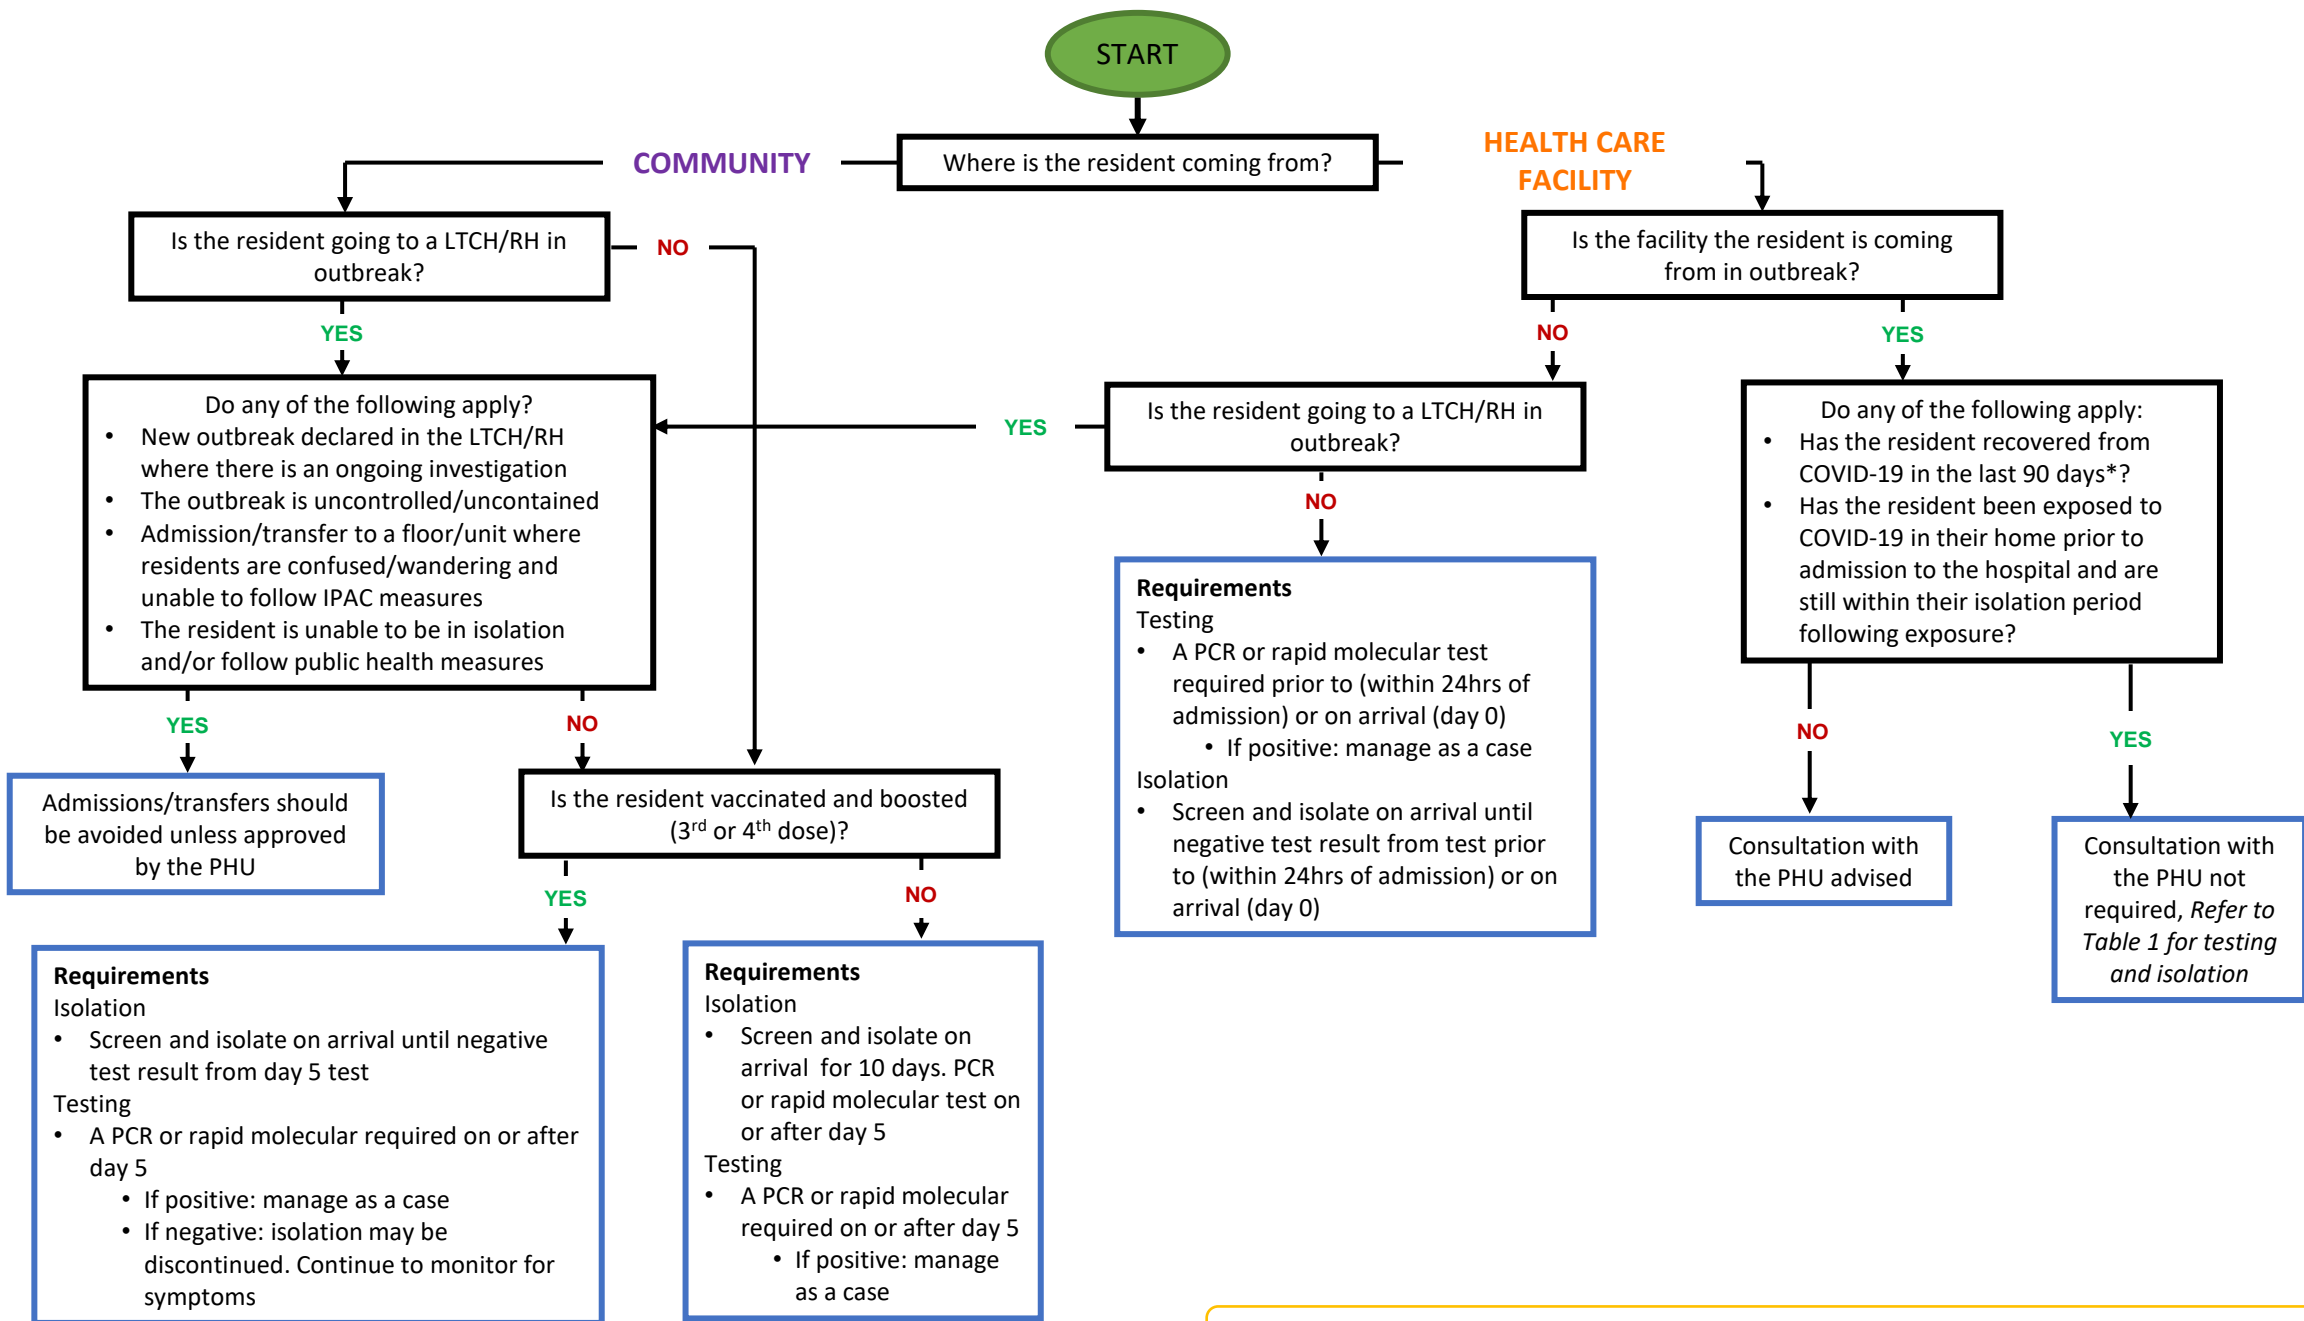 START
Where is the resident coming from?
COMMUNITY
HEALTH CARE
FACILITY
Is the resident going to a LTCH/RH in
outbreak?
NO
YES
Is the facility the resident is coming
from in outbreak?
NO
YES
Do any of the following apply?
• New outbreak declared in the LTCH/RH
where there is an ongoing investigation
• The outbreak is uncontrolled/uncontained
• Admission/transfer to a floor/unit where
residents are confused/wandering and
unable to follow IPAC measures
• The resident is unable to be in isolation
and/or follow public health measures
YES
Is the resident going to a LTCH/RH in
outbreak?
NO
Do any of the following apply:
• Has the resident recovered from
COVID-19 in the last 90 days*?
• Has the resident been exposed to
COVID-19 in their home prior to
admission to the hospital and are
still within their isolation period
following exposure?
YES
NO
NO
YES
Admissions/transfers should
be avoided unless approved
by the PHU
Is the resident vaccinated and boosted
(3rd or 4th dose)?
YES
NO
Requirements
Testing
• A PCR or rapid molecular test
required prior to (within 24hrs of
admission) or on arrival (day 0)
• If positive: manage as a case
Isolation
• Screen and isolate on arrival until
negative test result from test prior
to (within 24hrs of admission) or on
arrival (day 0)
Consultation with
the PHU advised
Consultation with
the PHU not
required, Refer to
Table 1 for testing
and isolation
Requirements
Isolation
• Screen and isolate on arrival until negative
test result from day 5 test
Testing
• A PCR or rapid molecular required on or after
day 5
• If positive: manage as a case
• If negative: isolation may be
discontinued. Continue to monitor for
symptoms
Requirements
Isolation
• Screen and isolate on
arrival  for 10 days. PCR
or rapid molecular test on
or after day 5
Testing
• A PCR or rapid molecular
required on or after day 5
• If positive: manage
as a case